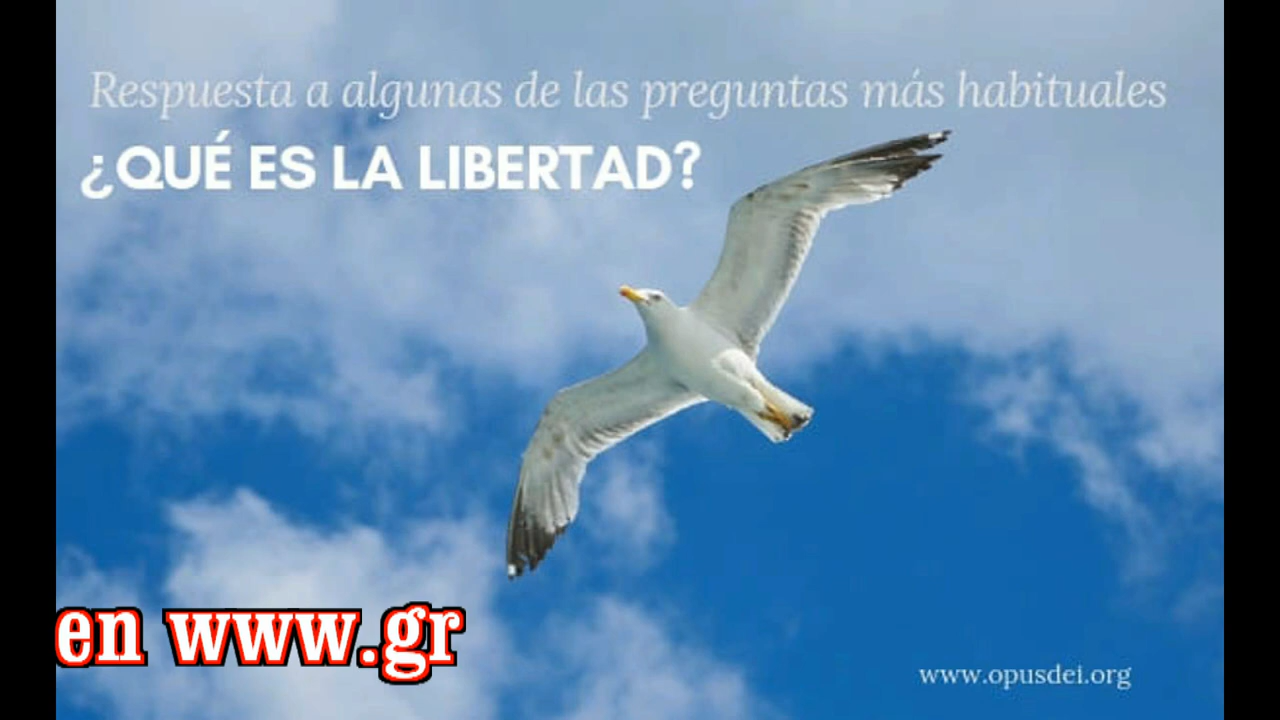 Respuesta a algunas de las preguntas más habituales
¿QUÉ ES LA LIBERTAD?
en www.gr
www.opusdei.org